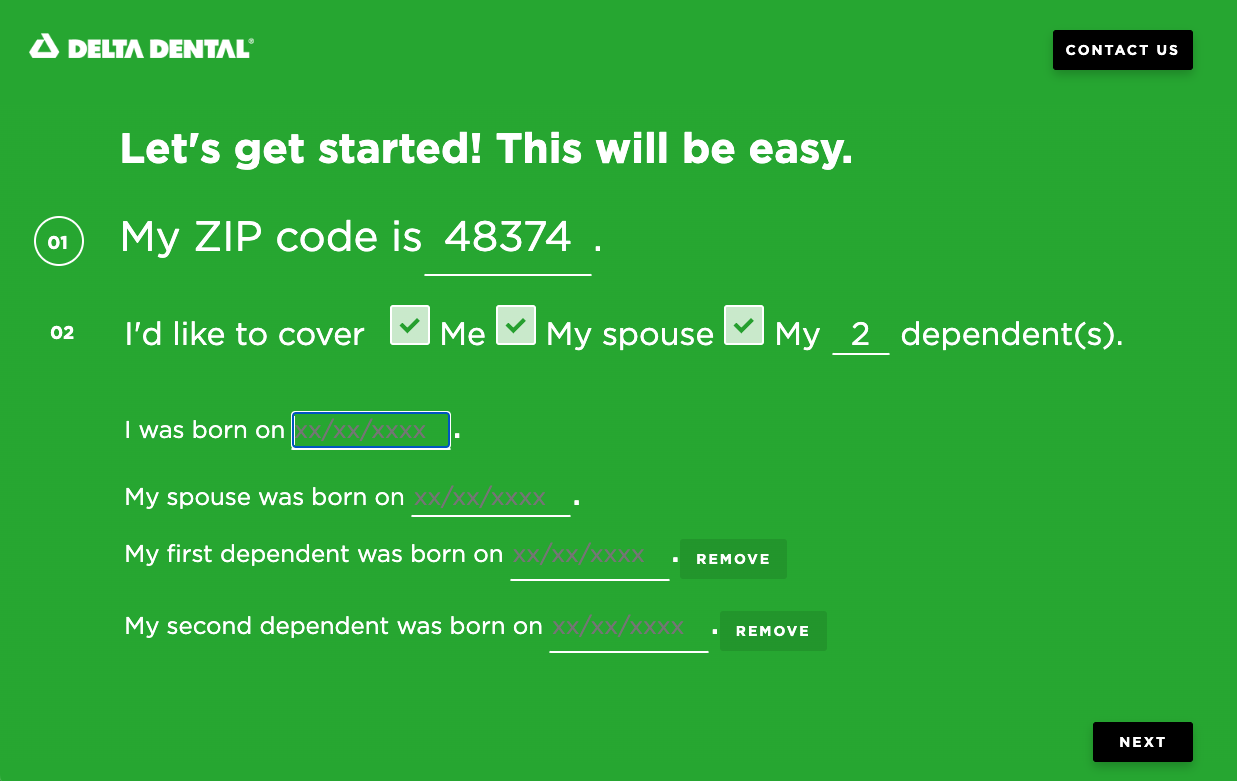 DELTA DENTAL®
CONTACT US
Let's get started! This will be easy.
01 My ZIP code is 48374 .
02 I'd like to cover Me My spouse My 2 dependent(s).
I was born on xx/xx/xxxx .
My spouse was born on xx/xx/xxxx .
My first dependent was born on xx/xx/xxxx . REMOVE
My second dependent was born on xx/xx/xxxx . REMOVE
NEXT